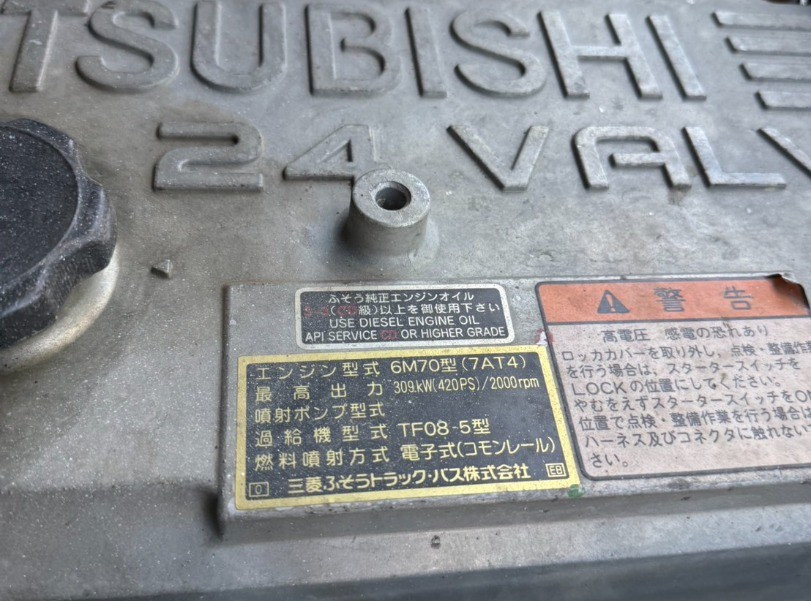 TSUBISHI
24 VALV
ふそう純正エンジンオイル
級)以上を御使用下さい
USE DIESEL ENGINE OIL
API SERVICE CD OR HIGHER GRADE
エンジン型式 6M70型(7AT4)
最高出力 309kW(420PS)/2000rpm
噴射ポンプ型式
過給機型式 TF08-5型
燃料噴射方式 電子式(コモンレール)
0 三菱ふそうトラック・バス株式会社 EB
警告
高電圧 感電の恐れあり
ロッカカバーを取り外し、点検・整備作
を行う場合は、スタータースイッチを
LOCKの位置にしてください。
やむをえずスタータースイッチをON
位置で点検、整備作業を行う場合は
ハーネス及びコネクタに触れない
さい。